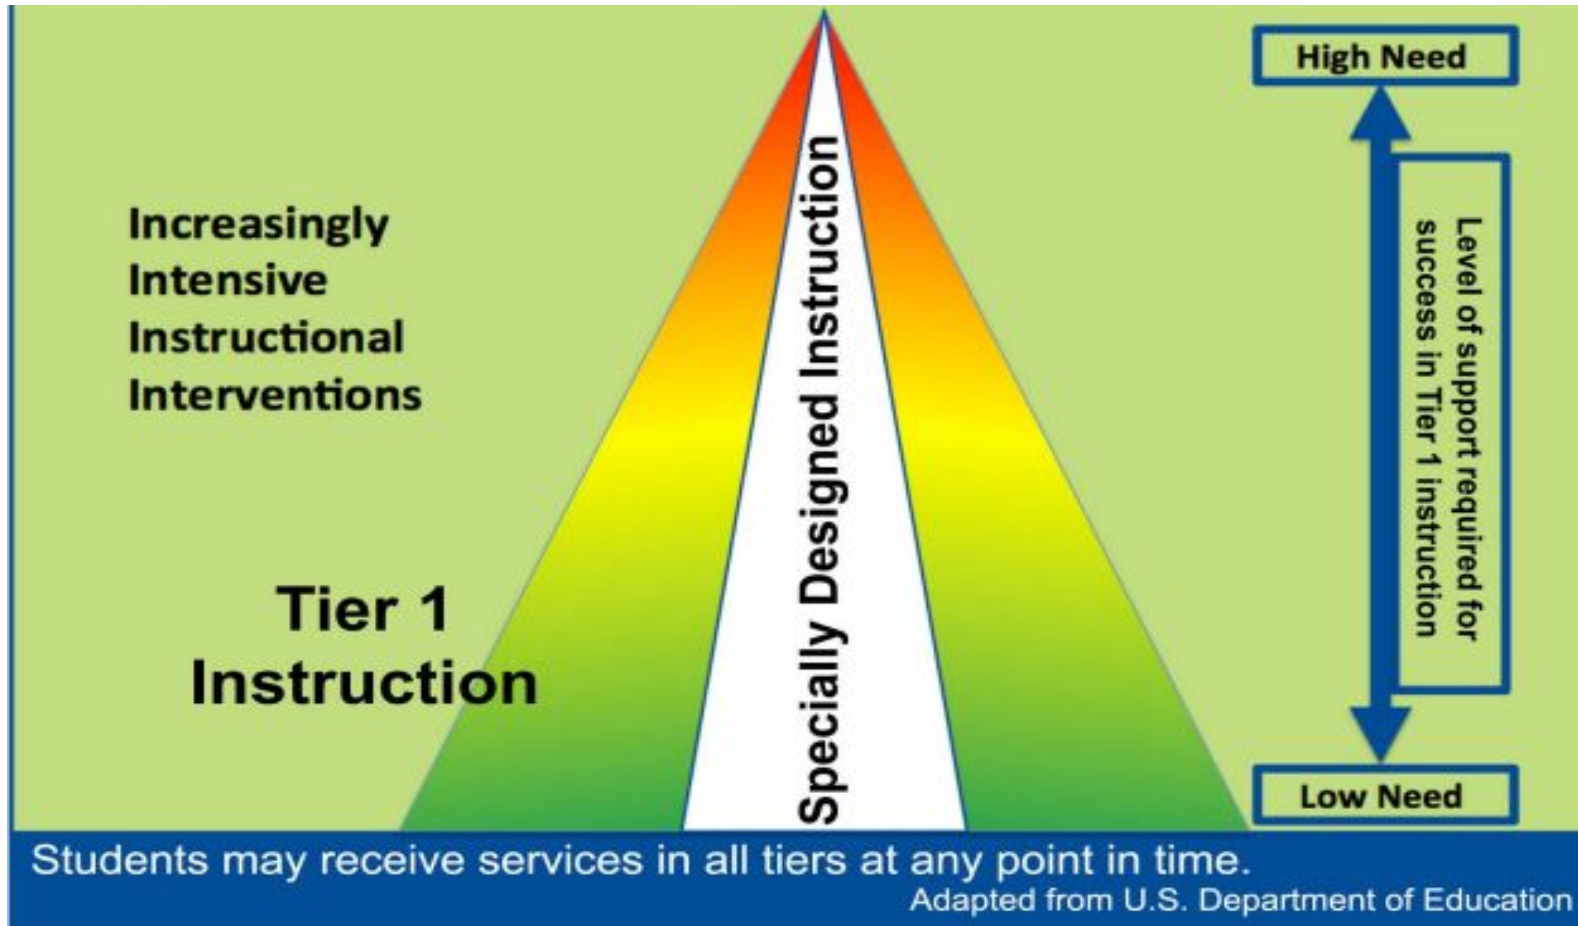 High Need
Increasingly
Intensive
Instructional
Interventions
Tier 1
Instruction
Specially Designed Instruction
Level of support required for
success in Tier 1 instruction
Low Need
Students may receive services in all tiers at any point in time.
Adapted from U.S. Department of Education